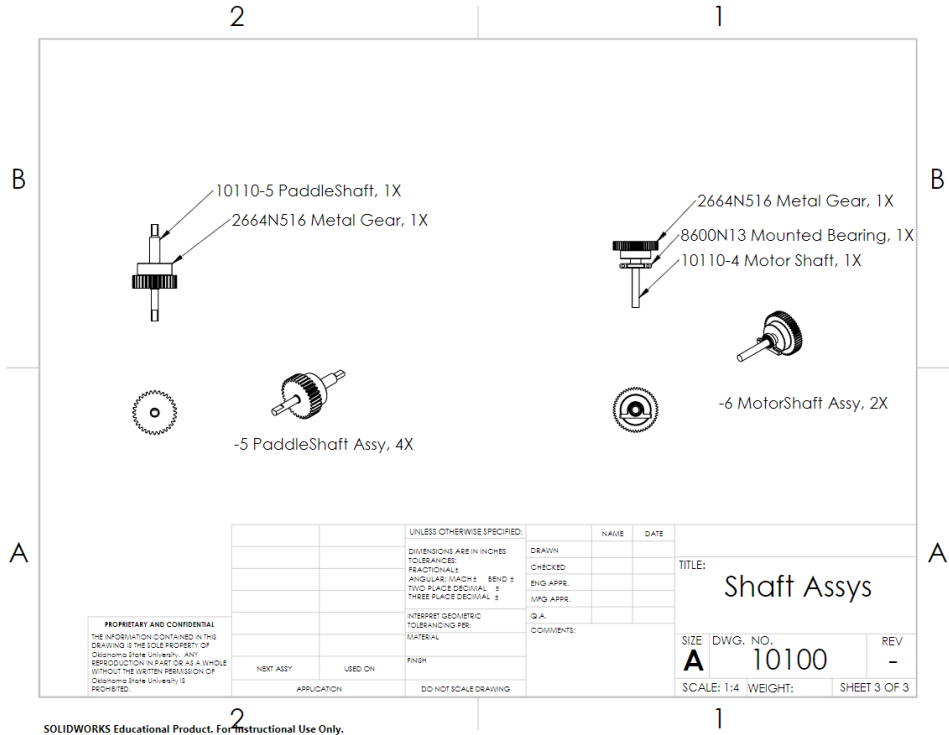 2
1
B
B
10110-5 PaddleShaft, 1X
2664N516 Metal Gear, 1X
2664N516 Metal Gear, 1X
8600N13 Mounted Bearing, 1X
10110-4 Motor Shaft, 1X
-5 PaddleShaft Assy, 4X
-6 MotorShaft Assy, 2X
A
A
PROPRIETARY AND CONFIDENTIAL
THE INFORMATION CONTAINED IN THIS
DRAWING IS THE SOLE PROPERTY OF
Oklahoma State University. ANY
REPRODUCTION IN PART OR AS A WHOLE
WITHOUT THE WRITTEN PERMISSION OF
Oklahoma State University IS
PROHIBITED.
NEXT ASSY
USED ON
APPLICATION
UNLESS OTHERWISE SPECIFIED:
DIMENSIONS ARE IN INCHES
TOLERANCES:
FRACTIONAL±
ANGULAR: MACH± BEND ±
TWO PLACE DECIMAL ±
THREE PLACE DECIMAL ±
INTERPRET GEOMETRIC
TOLERANCING PER:
MATERIAL
FINISH
DO NOT SCALE DRAWING
NAME
DATE
DRAWN
CHECKED
ENG APPR.
MFG APPR.
Q.A.
COMMENTS:
TITLE:
Shaft Assys
SIZE
A
DWG. NO.
10100
REV
-
SCALE: 1:4
WEIGHT:
SHEET 3 OF 3
2
1
SOLIDWORKS Educational Product. For Instructional Use Only.